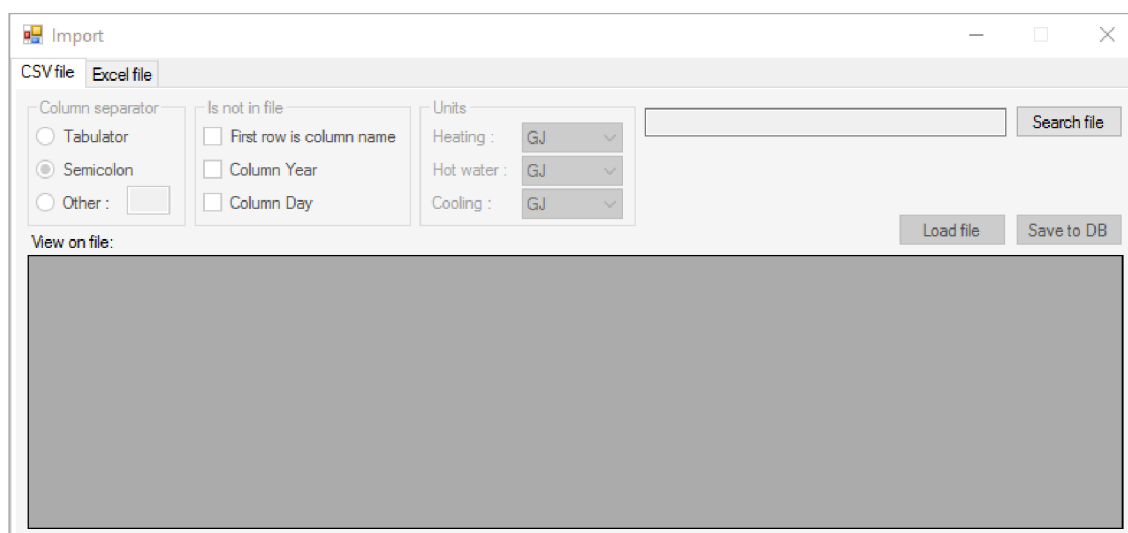 Import
CSV file Excel file
Column separator Is not in file Units
Tabulator First row is column name Heating : GJ Search file
Semicolon Column Year Hot water : GJ
Other : Column Day Cooling : GJ
Load file Save to DB
View on file: